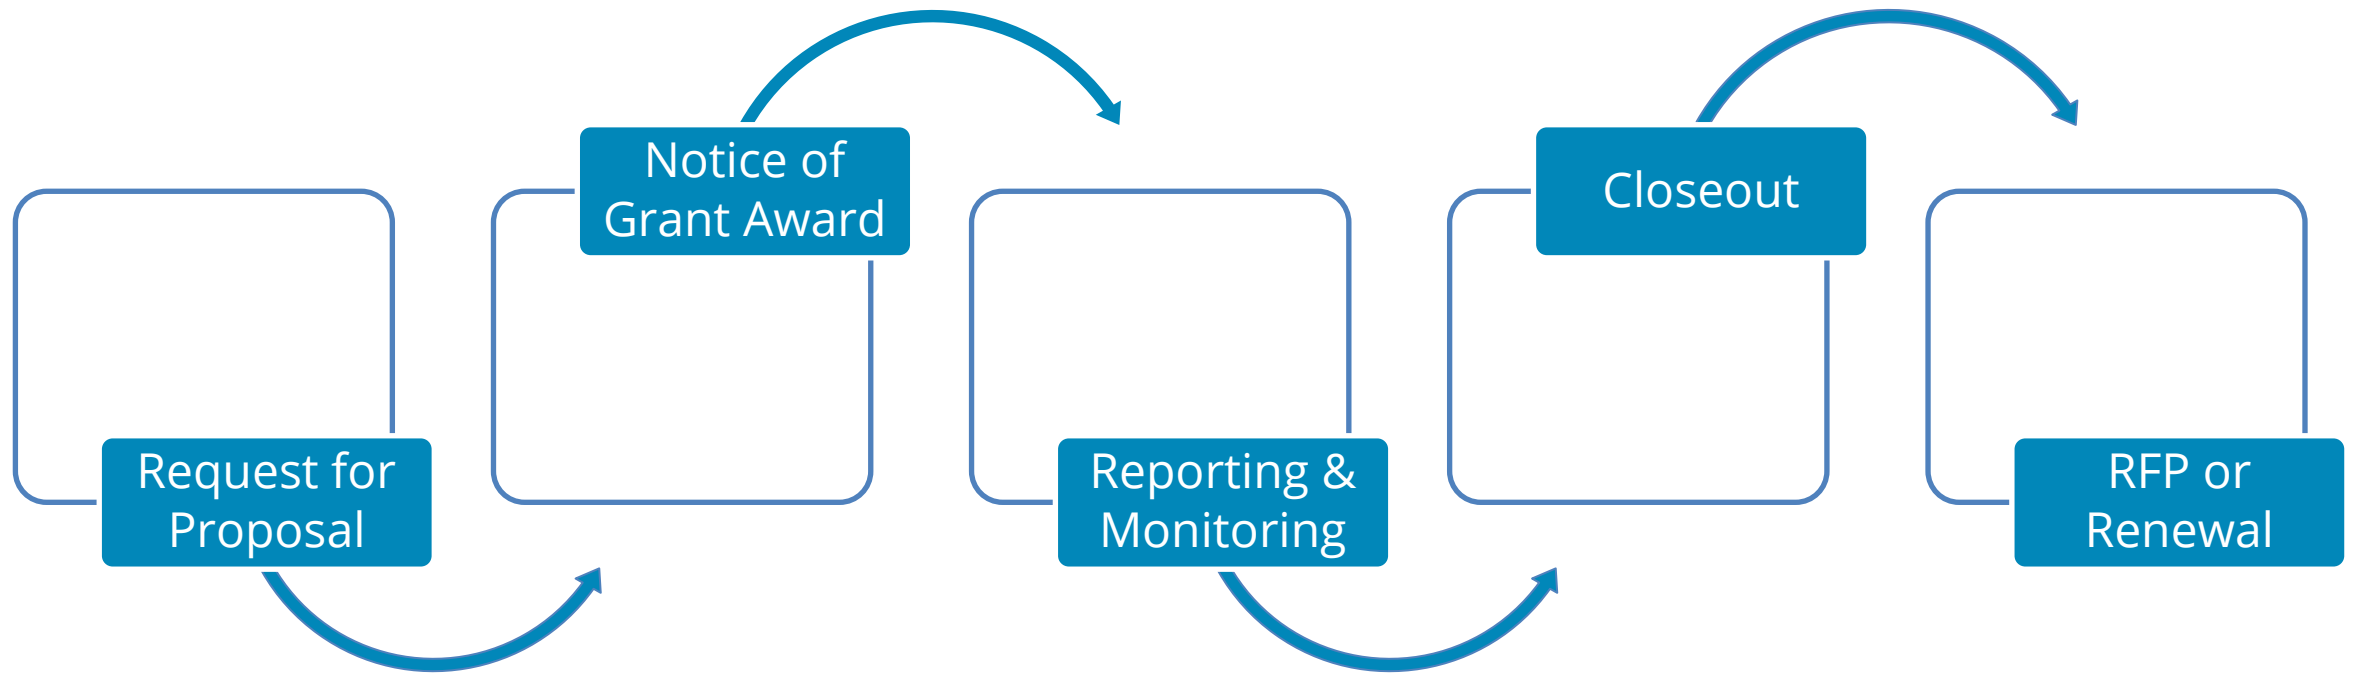 Request for
Proposal
Notice of
Grant Award
Reporting &
Monitoring
Closeout
RFP or
Renewal